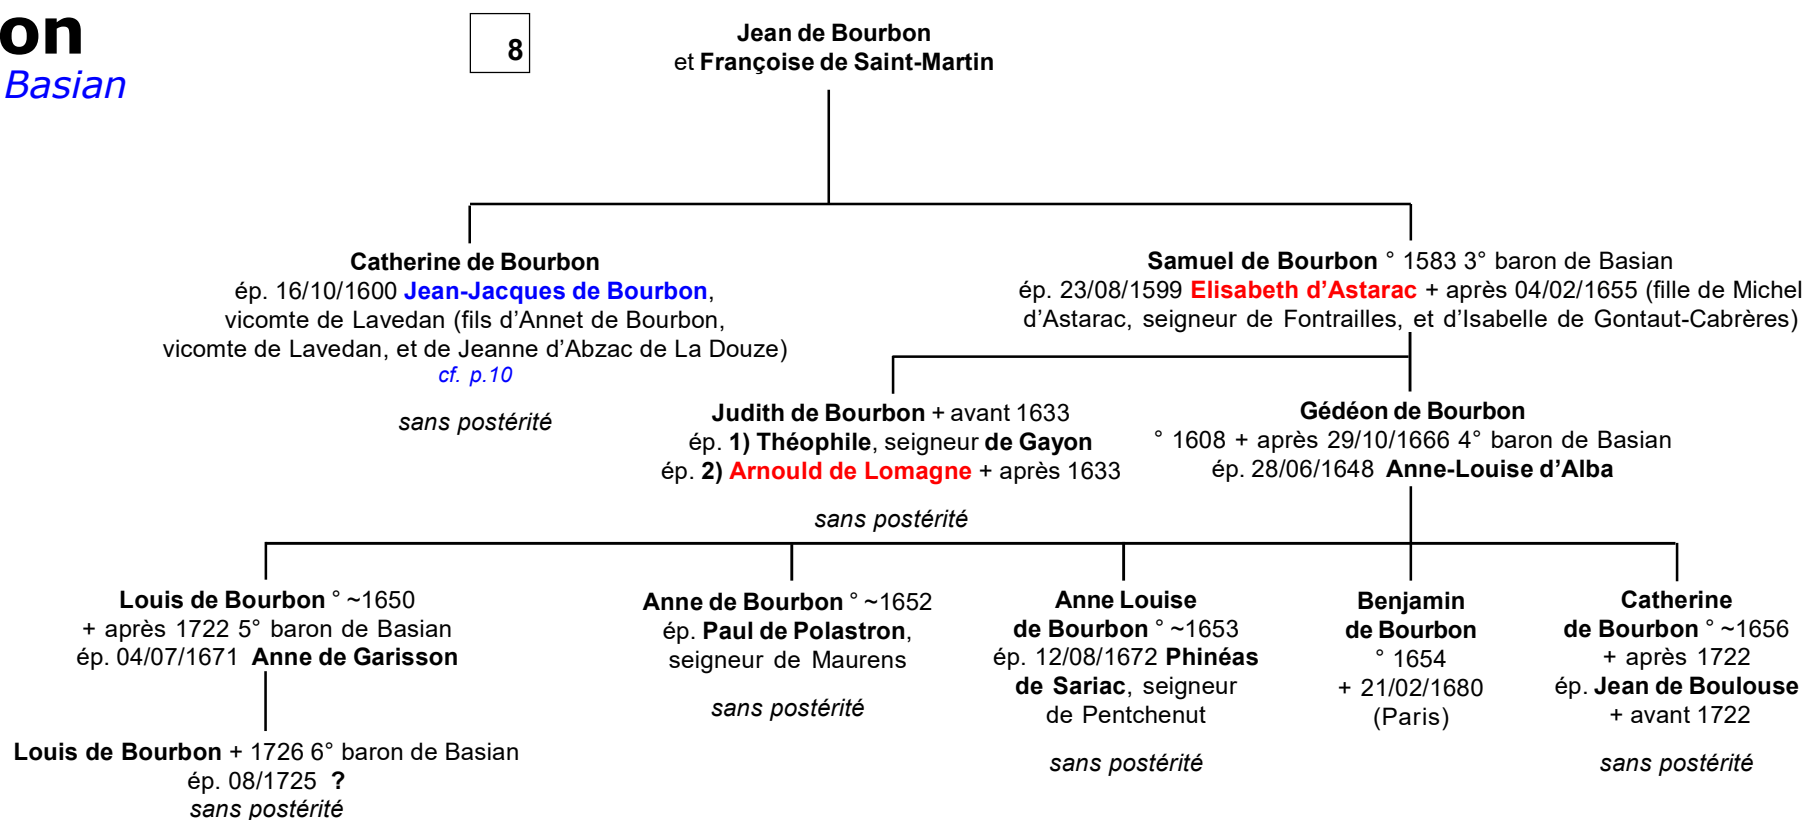 on
Basian
8
Jean de Bourbon
et Françoise de Saint-Martin
Catherine de Bourbon
ép. 16/10/1600 Jean-Jacques de Bourbon,
vicomte de Lavedan (fils d'Annet de Bourbon,
vicomte de Lavedan, et de Jeanne d'Abzac de La Douze)
cf. p.10
sans postérité
Samuel de Bourbon ° 1583 3° baron de Basian
ép. 23/08/1599 Elisabeth d'Astarac + après 04/02/1655 (fille de Michel
d'Astarac, seigneur de Fontrailles, et d'Isabelle de Gontaut-Cabrères)
Judith de Bourbon + avant 1633
ép. 1) Théophile, seigneur de Gayon
ép. 2) Arnould de Lomagne + après 1633
sans postérité
Gédéon de Bourbon
° 1608 + après 29/10/1666 4° baron de Basian
ép. 28/06/1648 Anne-Louise d'Alba
Louis de Bourbon ° ~1650
+ après 1722 5° baron de Basian
ép. 04/07/1671 Anne de Garisson
Louis de Bourbon + 1726 6° baron de Basian
ép. 08/1725 ?
sans postérité
Anne de Bourbon ° ~1652
ép. Paul de Polastron,
seigneur de Maurens
sans postérité
Anne Louise
de Bourbon ° ~1653
ép. 12/08/1672 Phinéas
de Sariac, seigneur
de Pentchenut
sans postérité
Benjamin
de Bourbon
° 1654
+ 21/02/1680
(Paris)
Catherine
de Bourbon ° ~1656
+ après 1722
ép. Jean de Boulouse
+ avant 1722
sans postérité